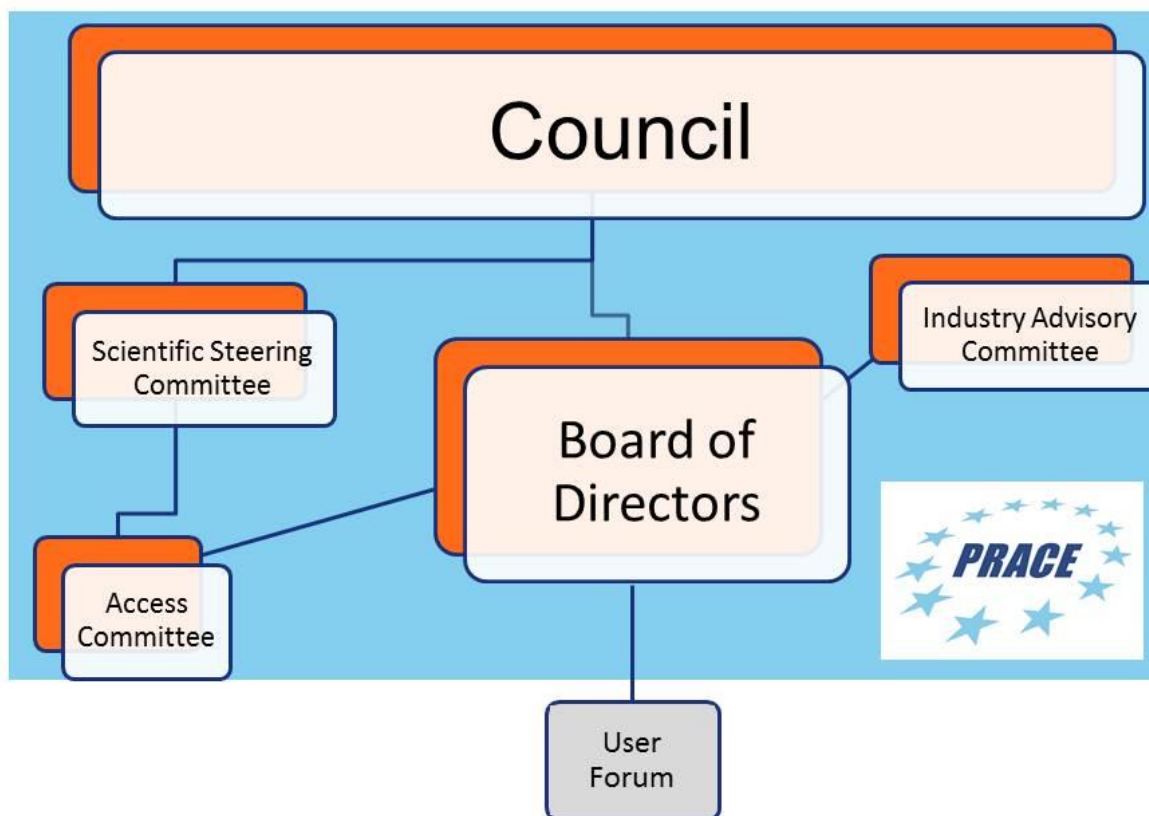 Council
Scientific Steering
Committee
Industry Advisory
Committee
Board of
Directors
PRACE
Access
Committee
User
Forum